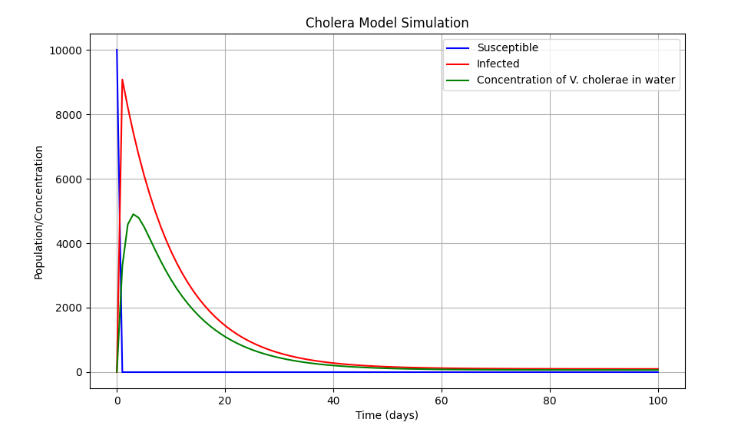 Cholera Model Simulation
Susceptible
Infected
Concentration of V. cholerae in water
Population/Concentration
10000
8000
6000
4000
2000
0
0 20 40 60 80 100
Time (days)